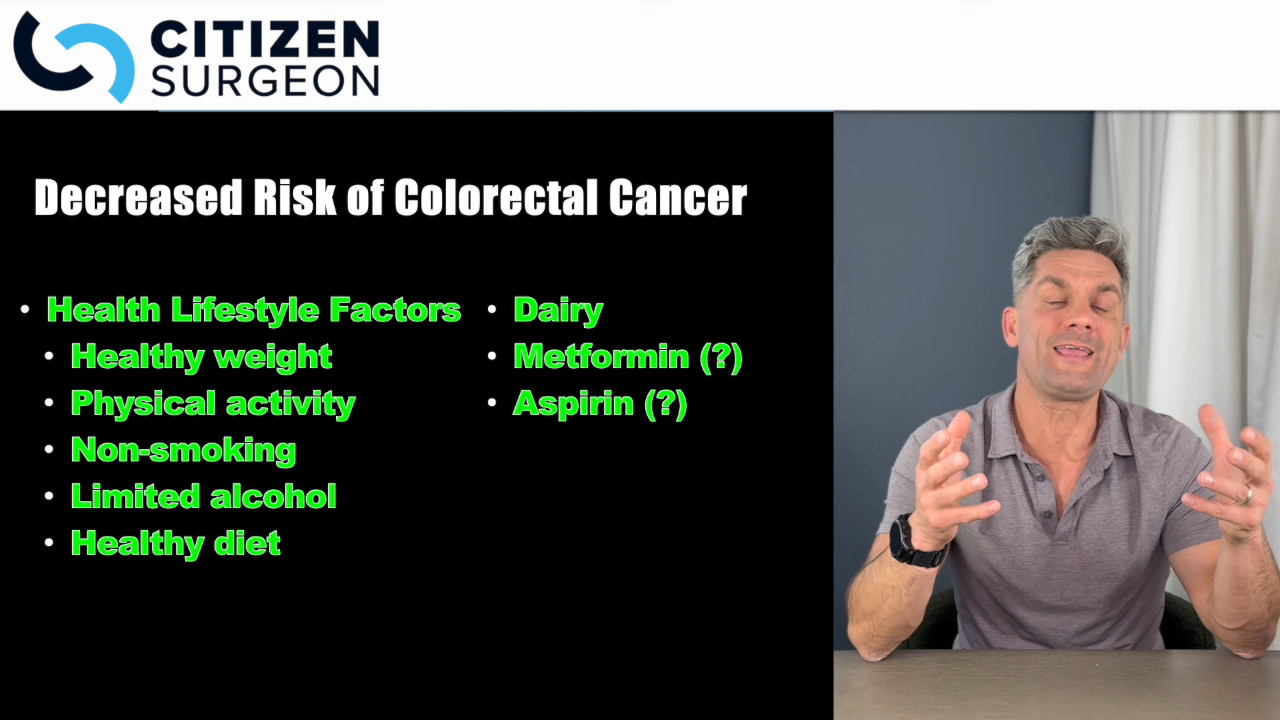 CITIZEN
SURGEON
Decreased Risk of Colorectal Cancer
• Health Lifestyle Factors
• Healthy weight
• Physical activity
• Non-smoking
• Limited alcohol
• Healthy diet
• Dairy
• Metformin (?)
• Aspirin (?)